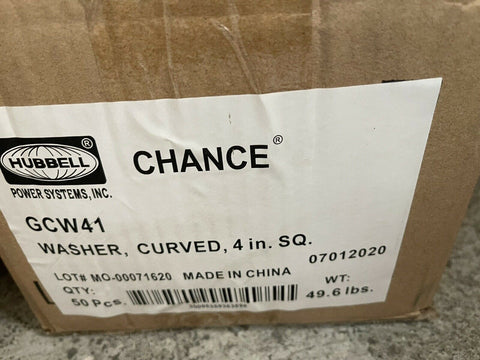 HUBBELL®
POWER SYSTEMS, INC.
CHANCE®
GCW41
WASHER, CURVED, 4 in. SQ.
07012020
LOT# MO-00071620 MADE IN CHINA
QTY: WT:
50 Pcs. 49.6 lbs.